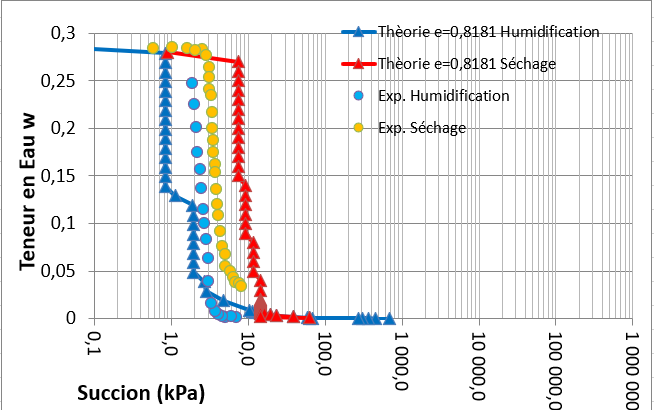 Thèorie e=0,8181 Humidification
Thèorie e=0,8181 Séchage
Exp. Humidification
Exp. Séchage
Teneur en Eau w
0,3
0,25
0,2
0,15
0,1
0,05
0
0,1
1,0
10,0
100,0
1 000,0
10 000,0
100 000,0
1 000 000
Succion (kPa)